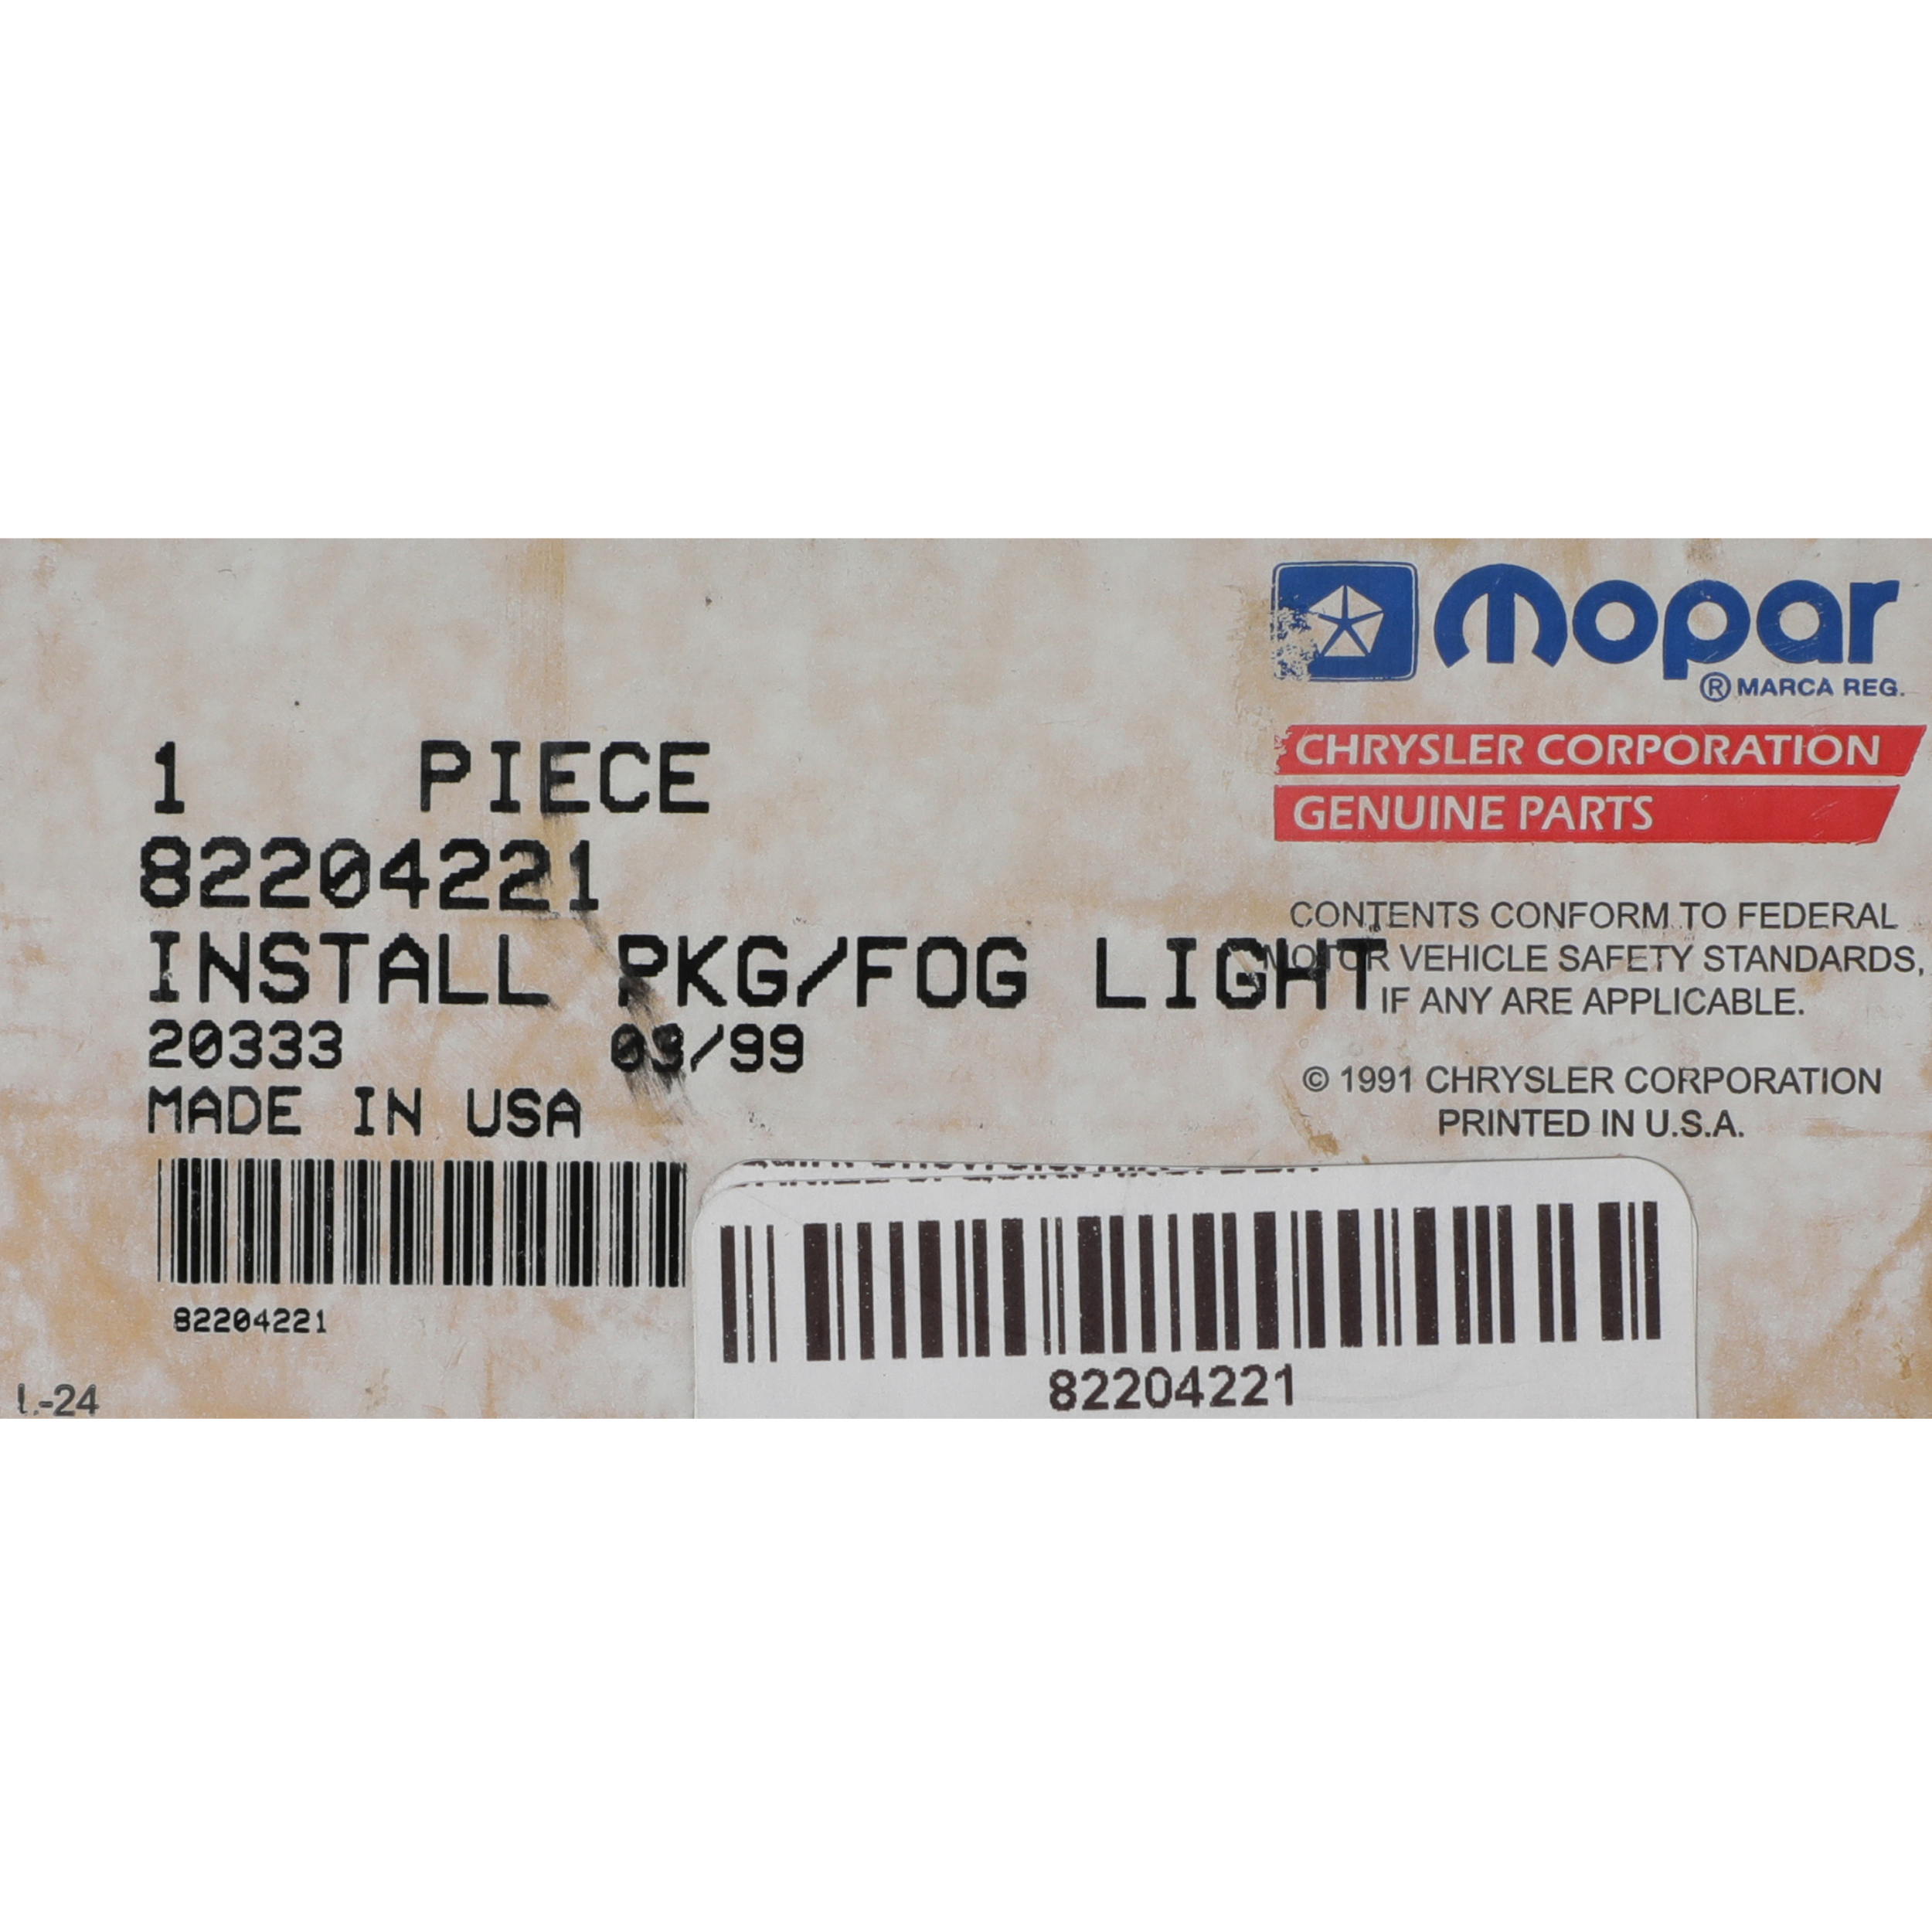 mopar
® MARCA REG.
CHRYSLER CORPORATION
GENUINE PARTS
1 PIECE
82204221
INSTALL PKG/FOG LIGHT
20333 03/99
MADE IN USA
82204221
CONTENTS CONFORM TO FEDERAL
MOTOR VEHICLE SAFETY STANDARDS,
IF ANY ARE APPLICABLE.
© 1991 CHRYSLER CORPORATION
PRINTED IN U.S.A.
82204221
L-24